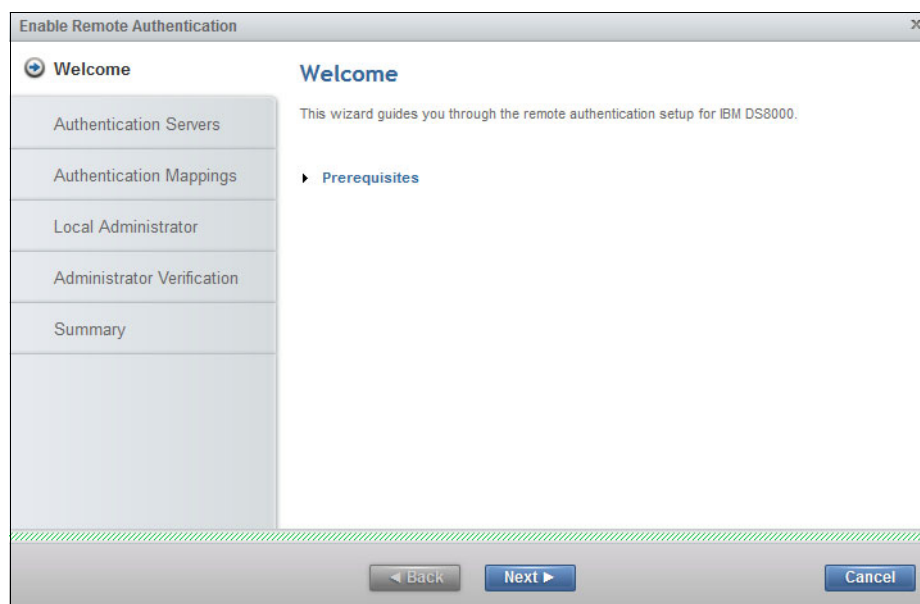 Enable Remote Authentication
Welcome
Authentication Servers
Authentication Mappings
Local Administrator
Administrator Verification
Summary
Welcome
This wizard guides you through the remote authentication setup for IBM DS8000.
Prerequisites
Back
Next
Cancel